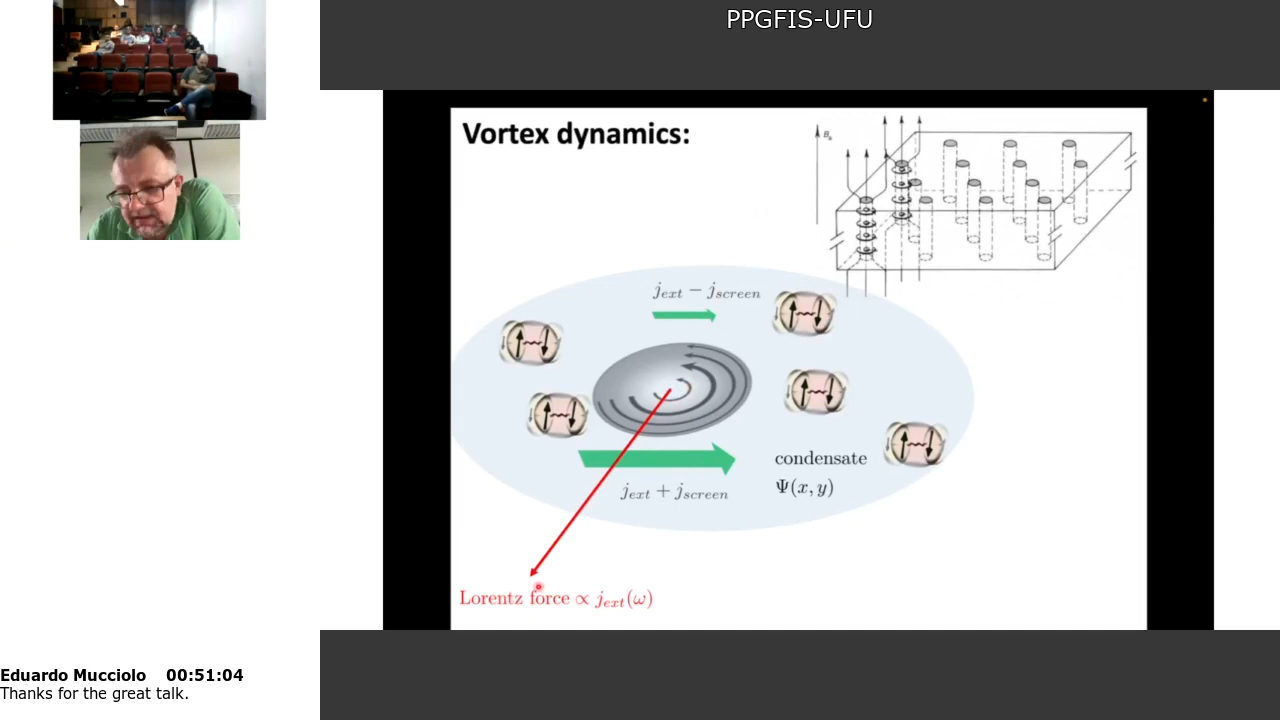 PPGFIS-UFU
Vortex dynamics:
Bₐ
j_ext − j_screen
condensate
Ψ(x, y)
j_ext + j_screen
Lorentz force ∝ j_ext(ω)
Eduardo Mucciolo 00:51:04
Thanks for the great talk.